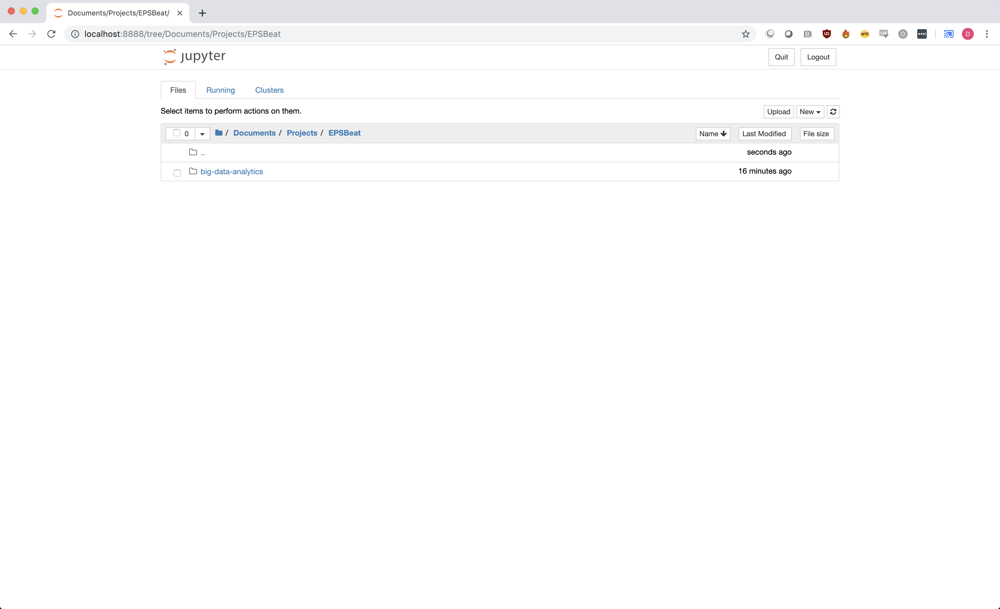 Documents/Projects/EPSBeat/
localhost:8888/tree/Documents/Projects/EPSBeat
B
uo
CSS
D
jupyter
Quit Logout
Files Running Clusters
Select items to perform actions on them.
Upload New
0 / Documents / Projects / EPSBeat Name Last Modified File size
.. seconds ago
big-data-analytics 16 minutes ago